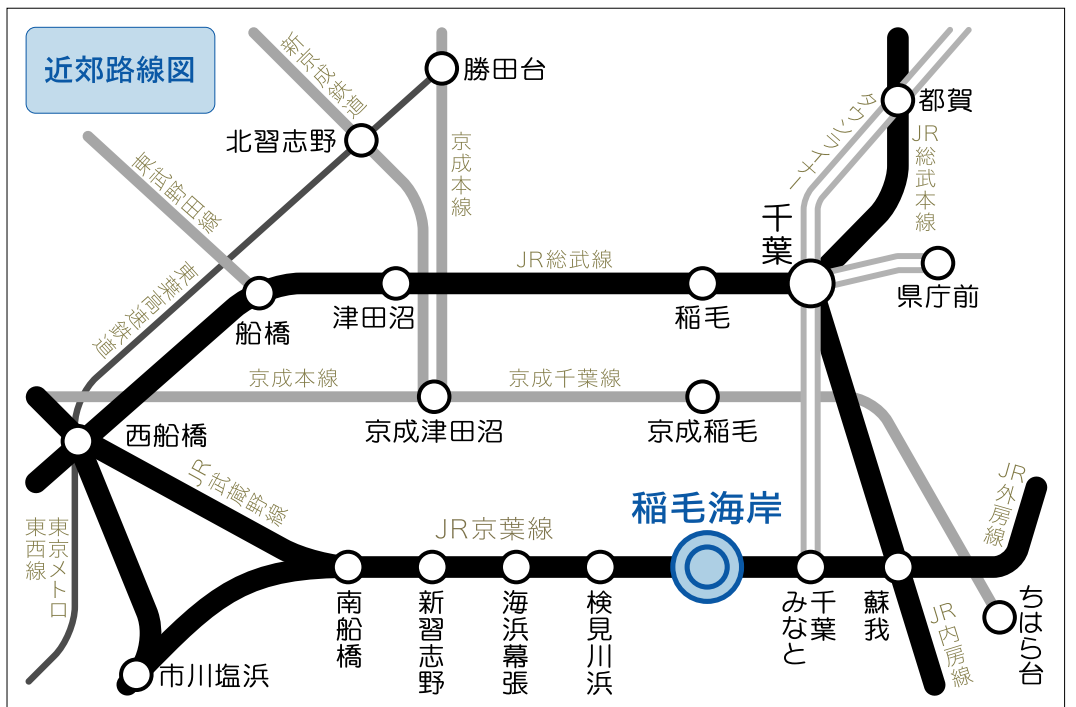 近郊路線図
新京成鉄道
勝田台
北習志野
京成本線
東武野田線
タウンライナー
都賀
JR総武本線
千葉
JR総武線
県庁前
東葉高速鉄道
船橋
津田沼
稲毛
京成本線
京成千葉線
西船橋
京成津田沼
京成稲毛
JR武蔵野線
稲毛海岸
JR外房線
東京メトロ
東西線
JR京葉線
南船橋
新習志野
海浜幕張
検見川浜
千葉
みなと
蘇我
ちはら台
JR内房線
市川塩浜